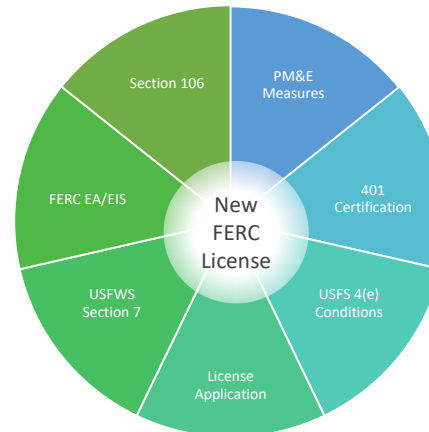 Section 106
PM&E
Measures
401
Certification
USFS 4(e)
Conditions
License
Application
USFWS
Section 7
FERC EA/EIS
New
FERC
License